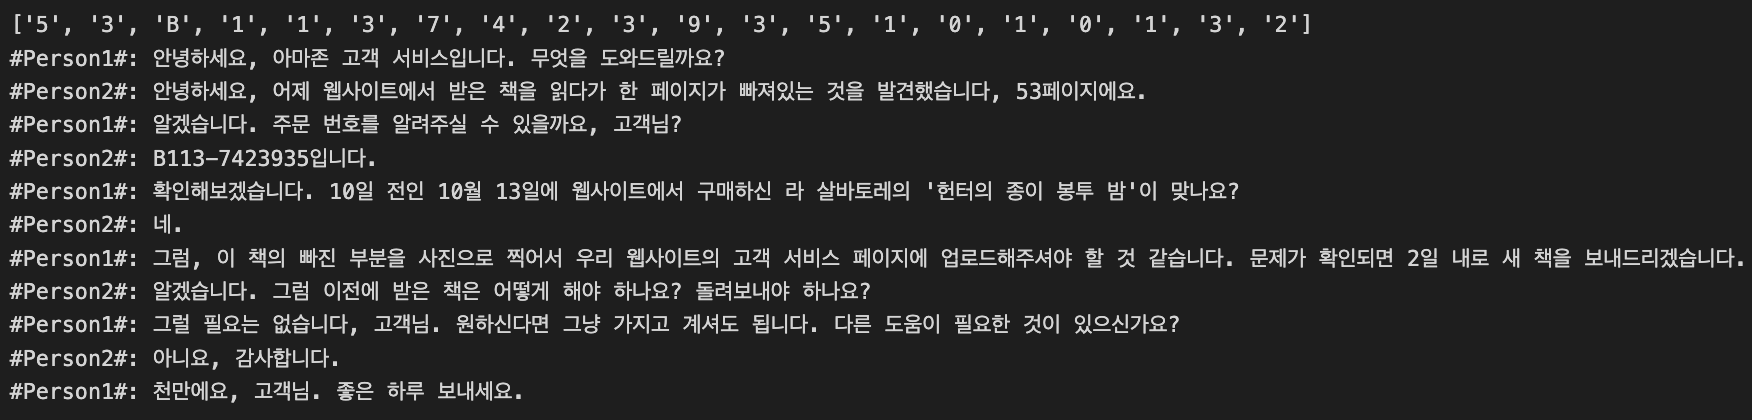 ['5', '3', 'B', '1', '1', '3', '7', '4', '2', '3', '9', '3', '5', '1', '0', '1', '0', '1', '3', '2']
#Person1#: 안녕하세요, 아마존 고객 서비스입니다. 무엇을 도와드릴까요?
#Person2#: 안녕하세요, 어제 웹사이트에서 받은 책을 읽다가 한 페이지가 빠져있는 것을 발견했습니다, 53페이지에요.
#Person1#: 알겠습니다. 주문 번호를 알려주실 수 있을까요, 고객님?
#Person2#: B113-7423935입니다.
#Person1#: 확인해보겠습니다. 10일 전인 10월 13일에 웹사이트에서 구매하신 라 살바토레의 '헌터의 종이 봉투 밤'이 맞나요?
#Person2#: 네.
#Person1#: 그럼, 이 책의 빠진 부분을 사진으로 찍어서 우리 웹사이트의 고객 서비스 페이지에 업로드해주셔야 할 것 같습니다. 문제가 확인되면 2일 내로 새 책을 보내드리겠습니다.
#Person2#: 알겠습니다. 그럼 이전에 받은 책은 어떻게 해야 하나요? 돌려보내야 하나요?
#Person1#: 그럴 필요는 없습니다, 고객님. 원하신다면 그냥 가지고 계셔도 됩니다. 다른 도움이 필요한 것이 있으신가요?
#Person2#: 아니요, 감사합니다.
#Person1#: 천만에요, 고객님. 좋은 하루 보내세요.